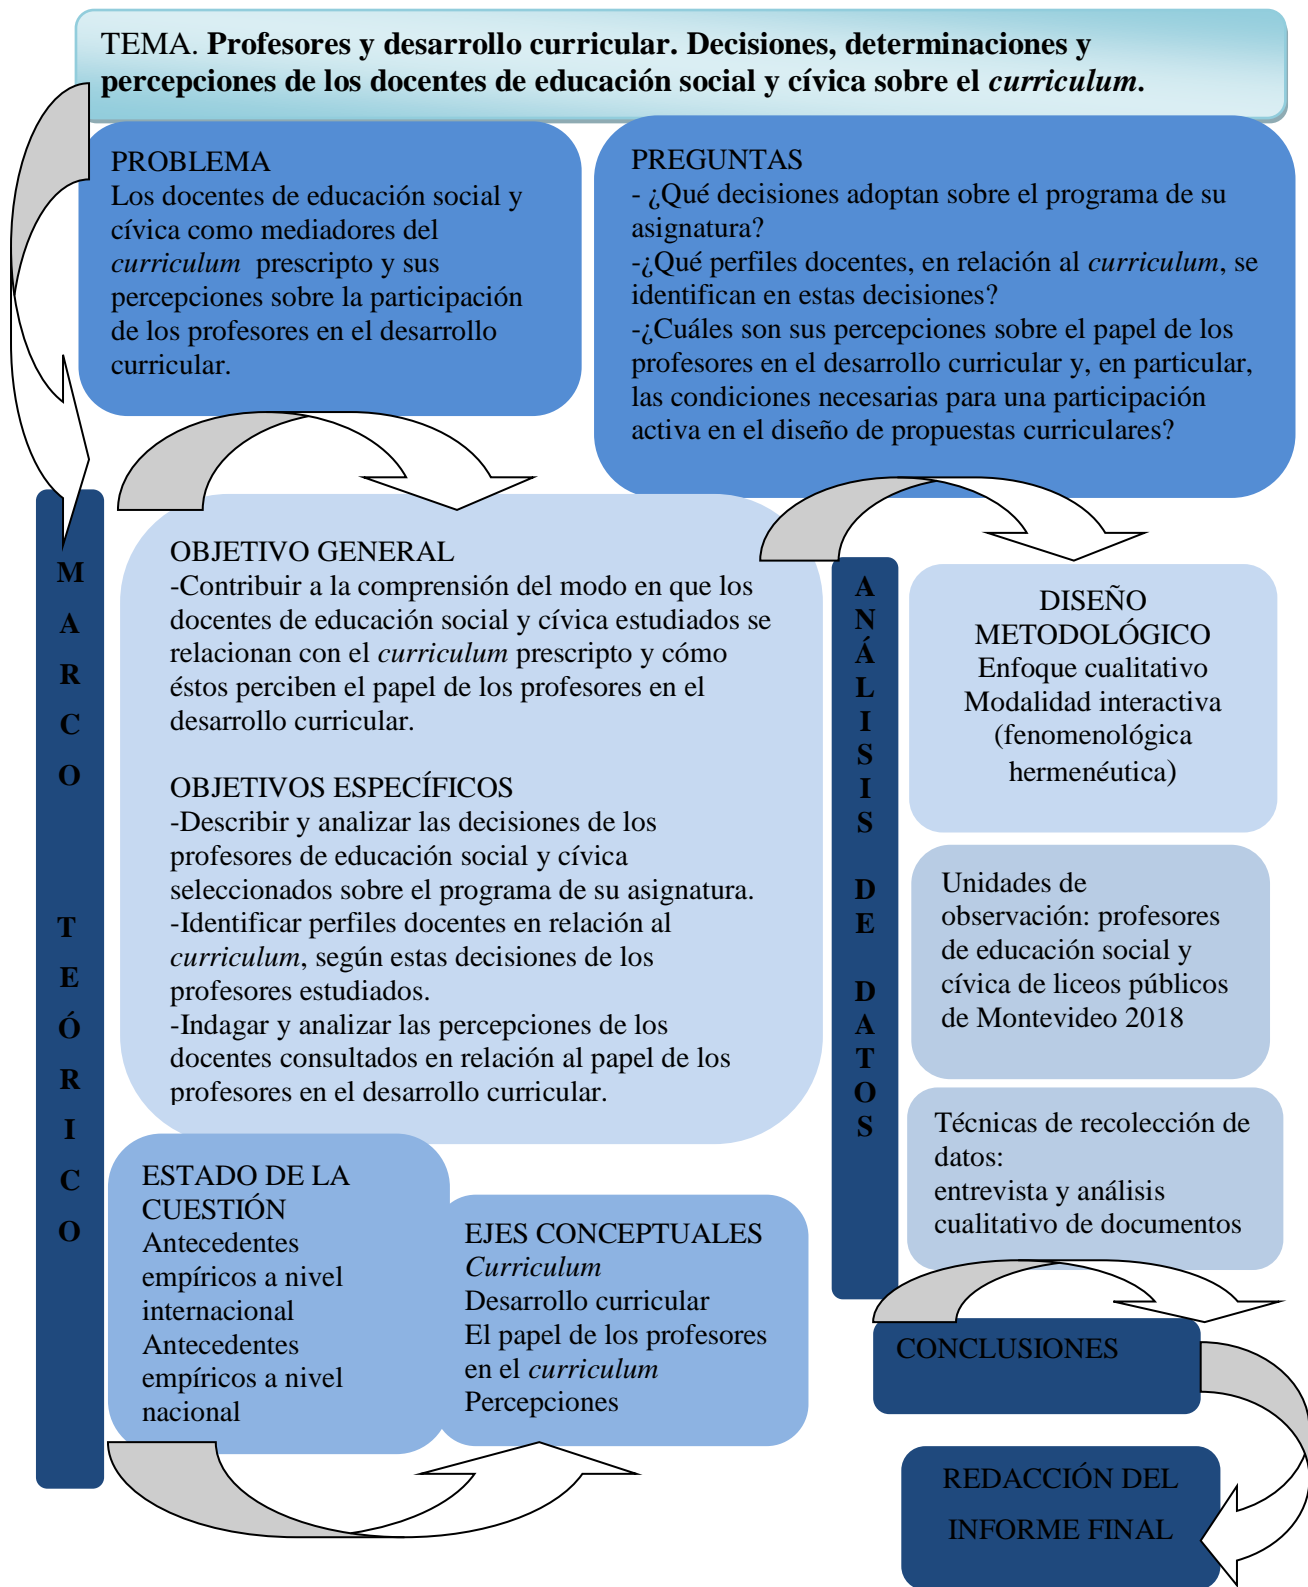 TEMA. Profesores y desarrollo curricular. Decisiones, determinaciones y
percepciones de los docentes de educación social y cívica sobre el curriculum.
PROBLEMA
Los docentes de educación social y
cívica como mediadores del
curriculum prescripto y sus
percepciones sobre la participación
de los profesores en el desarrollo
curricular.
PREGUNTAS
- ¿Qué decisiones adoptan sobre el programa de su
asignatura?
-¿Qué perfiles docentes, en relación al curriculum, se
identifican en estas decisiones?
-¿Cuáles son sus percepciones sobre el papel de los
profesores en el desarrollo curricular y, en particular,
las condiciones necesarias para una participación
activa en el diseño de propuestas curriculares?
MARCO TEÓRICO
OBJETIVO GENERAL
-Contribuir a la comprensión del modo en que los
docentes de educación social y cívica estudiados se
relacionan con el curriculum prescripto y cómo
éstos perciben el papel de los profesores en el
desarrollo curricular.
OBJETIVOS ESPECÍFICOS
-Describir y analizar las decisiones de los
profesores de educación social y cívica
seleccionados sobre el programa de su asignatura.
-Identificar perfiles docentes en relación al
curriculum, según estas decisiones de los
profesores estudiados.
-Indagar y analizar las percepciones de los
docentes consultados en relación al papel de los
profesores en el desarrollo curricular.
ESTADO DE LA
CUESTIÓN
Antecedentes
empíricos a nivel
internacional
Antecedentes
empíricos a nivel
nacional
EJES CONCEPTUALES
Curriculum
Desarrollo curricular
El papel de los profesores
en el curriculum
Percepciones
ANÁLISIS DE DATOS
DISEÑO
METODOLÓGICO
Enfoque cualitativo
Modalidad interactiva
(fenomenológica
hermenéutica)
Unidades de
observación: profesores
de educación social y
cívica de liceos públicos
de Montevideo 2018
Técnicas de recolección de
datos:
entrevista y análisis
cualitativo de documentos
CONCLUSIONES
REDACCIÓN DEL
INFORME FINAL